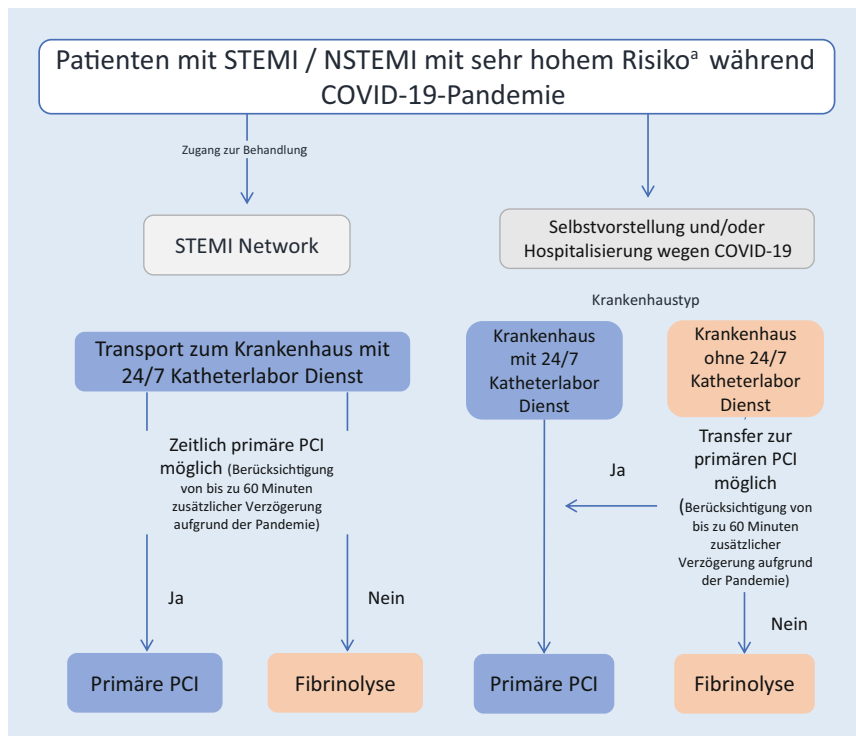 Patienten mit STEMI / NSTEMI mit sehr hohem Risikoᵃ während
COVID-19-Pandemie
Zugang zur Behandlung
STEMI Network
Selbstvorstellung und/oder
Hospitalisierung wegen COVID-19
Krankenhaustyp
Transport zum Krankenhaus mit
24/7 Katheterlabor Dienst
Krankenhaus
mit 24/7
Katheterlabor
Dienst
Krankenhaus
ohne 24/7
Katheterlabor
Dienst
Zeitlich primäre PCI
möglich (Berücksichtigung
von bis zu 60 Minuten
zusätzlicher Verzögerung
aufgrund der Pandemie)
Transfer zur
primären PCI
möglich
(Berücksichtigung von
bis zu 60 Minuten
zusätzlicher
Verzögerung aufgrund
der Pandemie)
Ja
Ja
Nein
Nein
Primäre PCI
Fibrinolyse
Primäre PCI
Fibrinolyse